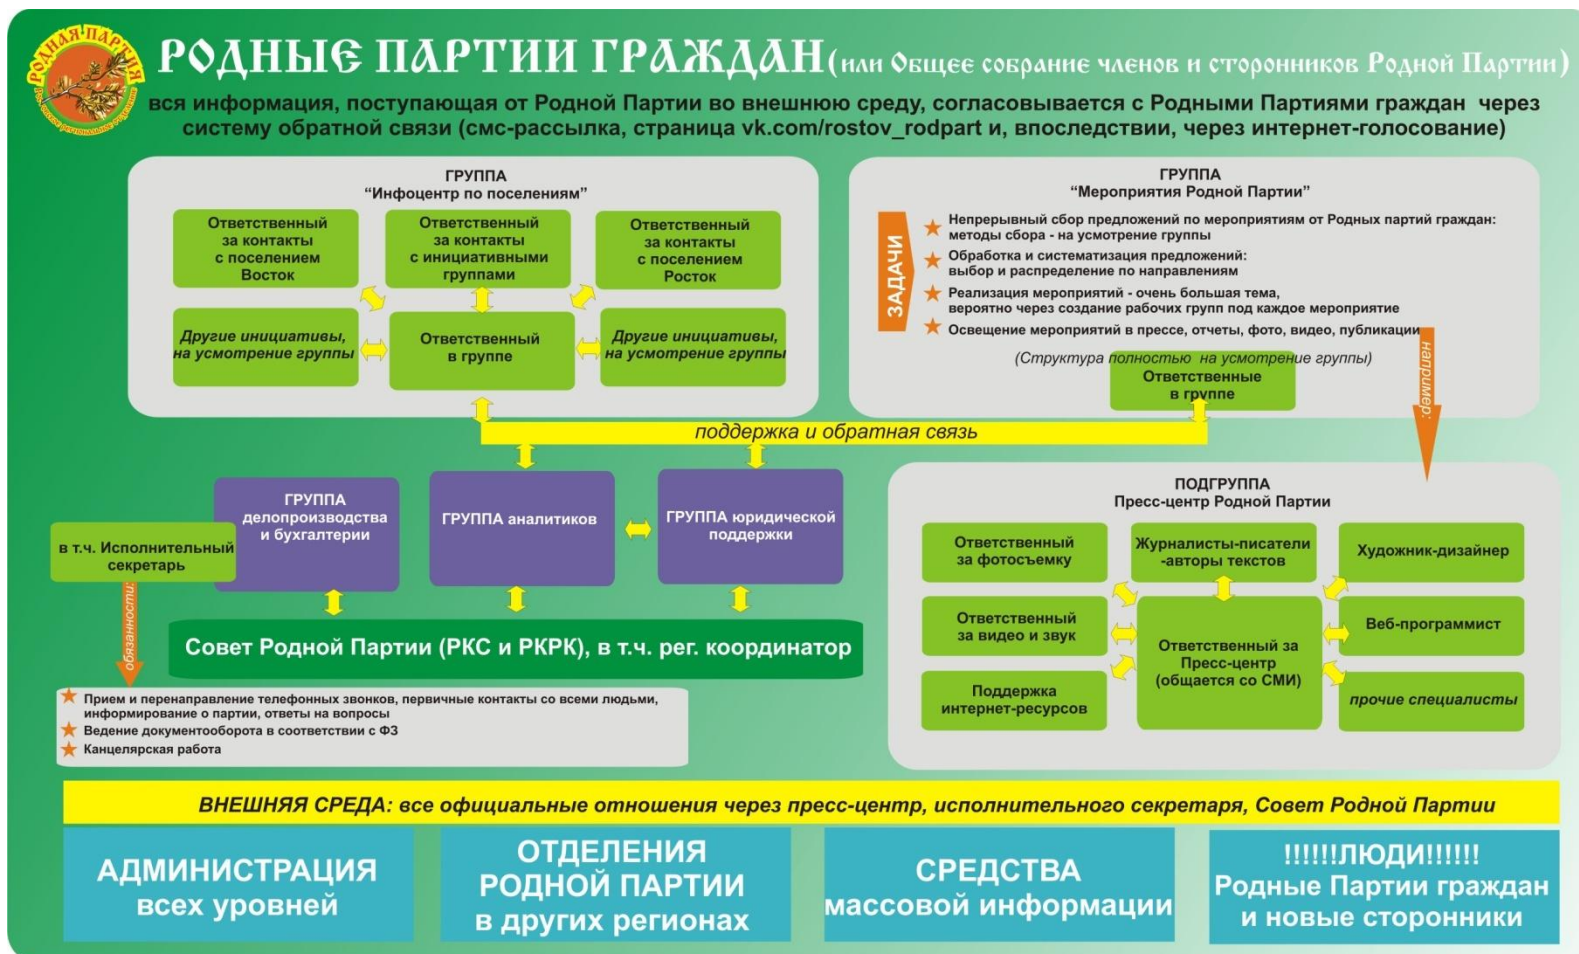 РОДНАЯ ПАРТИЯ
РОДНЫЕ ПАРТИИ ГРАЖДАН (или Общее собрание членов и сторонников Родной Партии)
вся информация, поступающая от Родной Партии во внешнюю среду, согласовывается с Родными Партиями граждан через
систему обратной связи (смс-рассылка, страница vk.com/rostov_rodpart и, впоследствии, через интернет-голосование)
ГРУППА
“Инфоцентр по поселениям”
Ответственный
за контакты
с поселением
Восток
Ответственный
за контакты
с инициативными
группами
Ответственный
за контакты
с поселением
Росток
Другие инициативы,
на усмотрение группы
Ответственный
в группе
Другие инициативы,
на усмотрение группы
ГРУППА
“Мероприятия Родной Партии”
ЗАДАЧИ
Непрерывный сбор предложений по мероприятиям от Родных партий граждан:
методы сбора - на усмотрение группы
Обработка и систематизация предложений:
выбор и распределение по направлениям
Реализация мероприятий - очень большая тема,
вероятно через создание рабочих групп под каждое мероприятие
Освещение мероприятий в прессе, отчеты, фото, видео, публикации
(Структура полностью на усмотрение группы)
Ответственные
в группе
например:
поддержка и обратная связь
ГРУППА
делопроизводства
и бухгалтерии
ГРУППА аналитиков
ГРУППА юридической
поддержки
в т.ч. Исполнительный
секретарь
обязанности:
Совет Родной Партии (РКС и РКРК), в т.ч. рег. координатор
Прием и перенаправление телефонных звонков, первичные контакты со всеми людьми,
информирование о партии, ответы на вопросы
Ведение документооборота в соответствии с ФЗ
Канцелярская работа
ПОДГРУППА
Пресс-центр Родной Партии
Ответственный
за фотосъемку
Журналисты-писатели
-авторы текстов
Художник-дизайнер
Ответственный
за видео и звук
Ответственный за
Пресс-центр
(общается со СМИ)
Веб-программист
Поддержка
интернет-ресурсов
прочие специалисты
ВНЕШНЯЯ СРЕДА: все официальные отношения через пресс-центр, исполнительного секретаря, Совет Родной Партии
АДМИНИСТРАЦИЯ
всех уровней
ОТДЕЛЕНИЯ
РОДНОЙ ПАРТИИ
в других регионах
СРЕДСТВА
массовой информации
!!!!!!ЛЮДИ!!!!!!
Родные Партии граждан
и новые сторонники